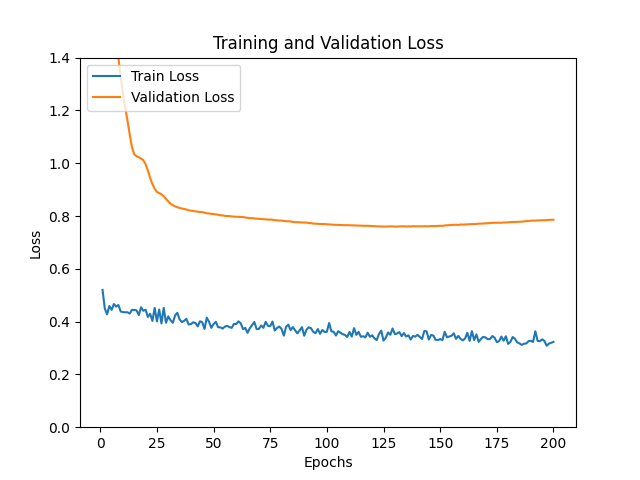 Training and Validation Loss
Train Loss
Validation Loss
Loss
1.4
1.2
1.0
0.8
0.6
0.4
0.2
0.0
0 25 50 75 100 125 150 175 200
Epochs